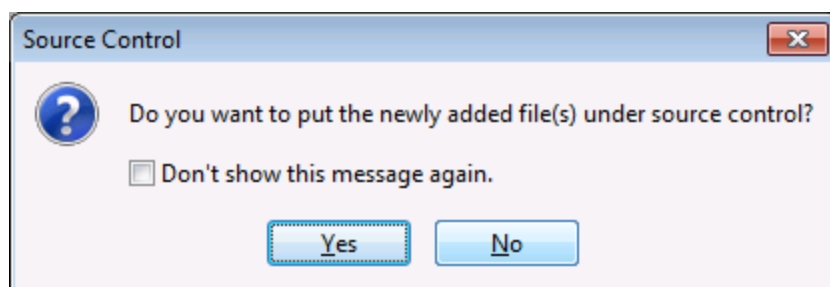 Source Control
Do you want to put the newly added file(s) under source control?
Don't show this message again.
Yes No